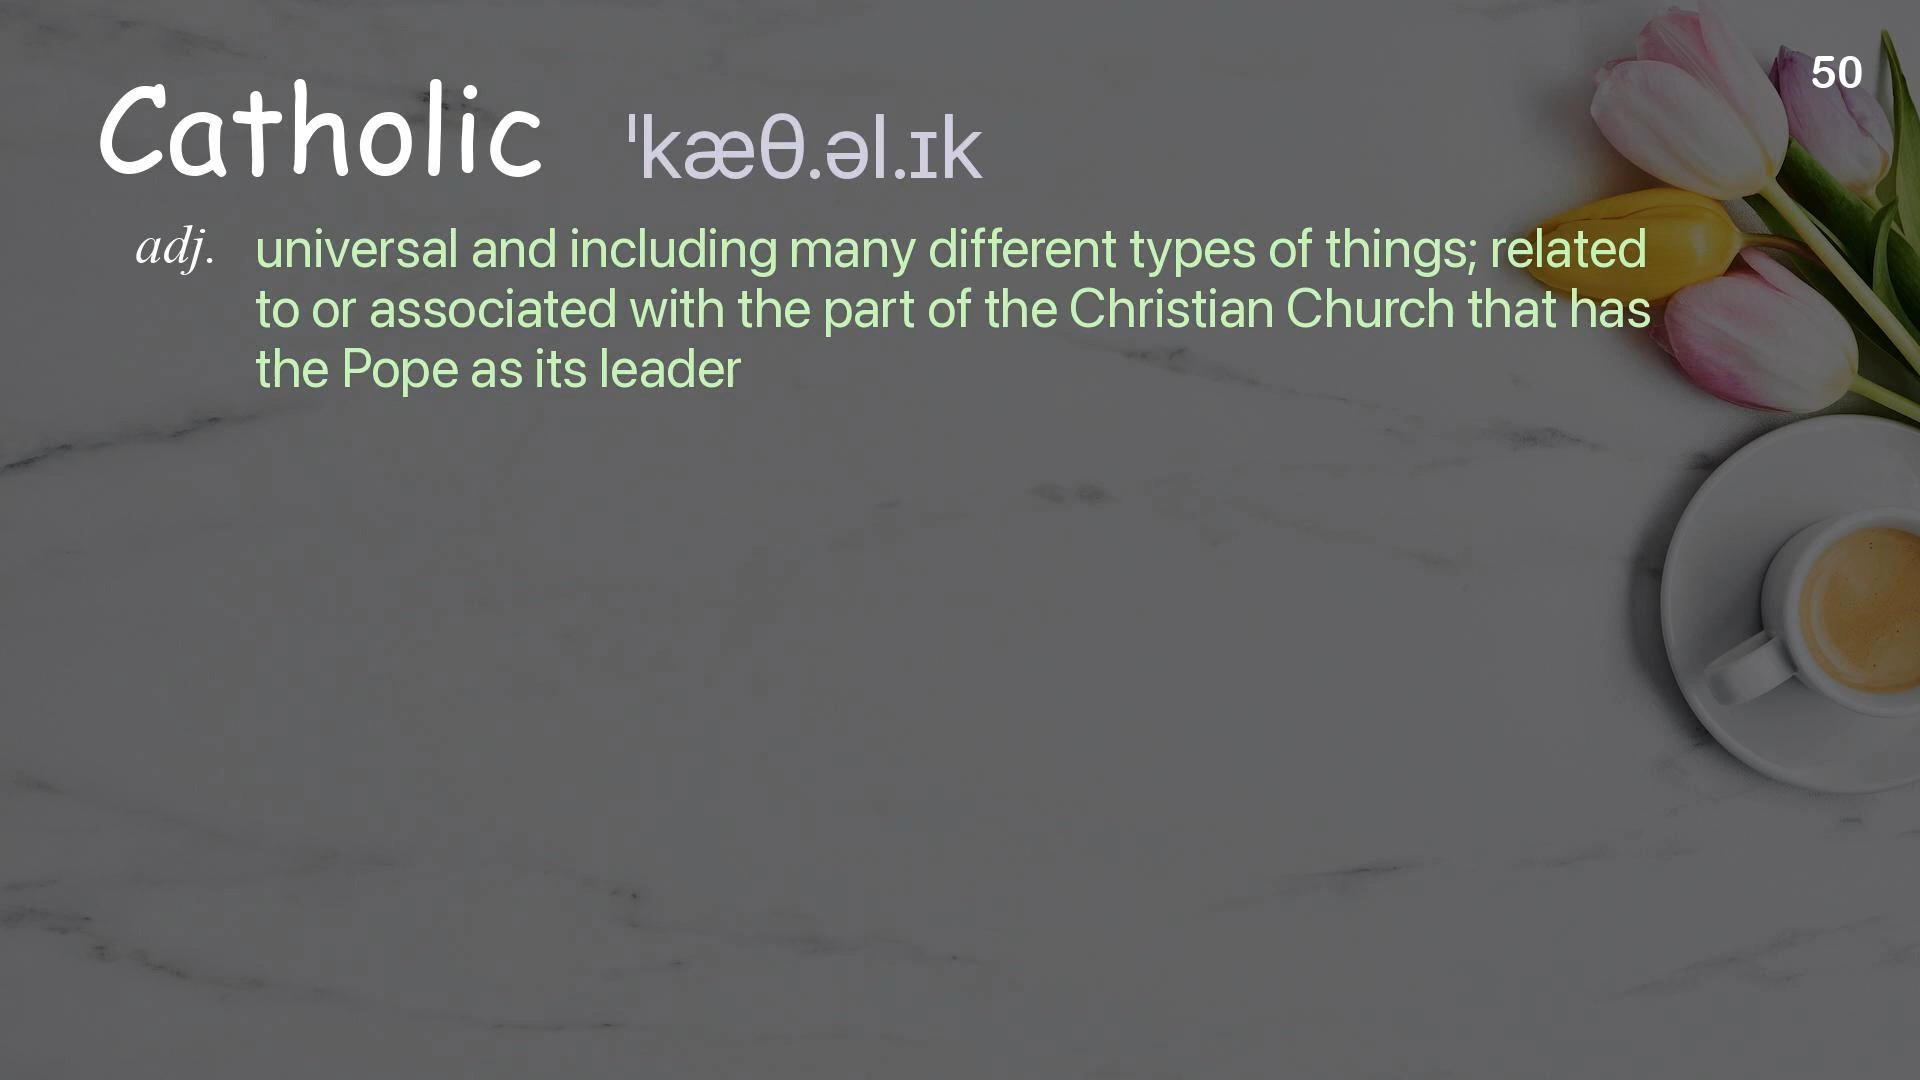 50
Catholic ˈkæθ.əl.ɪk
adj. universal and including many different types of things; related
to or associated with the part of the Christian Church that has
the Pope as its leader